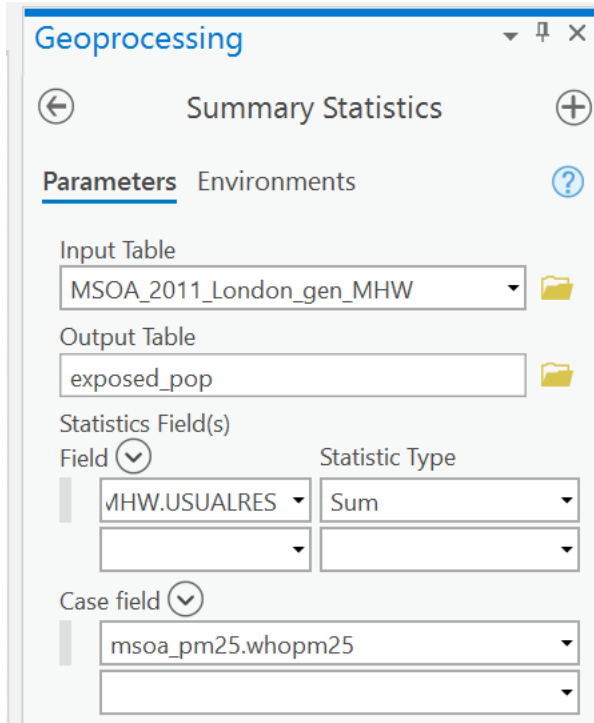 Geoprocessing
Summary Statistics
Parameters Environments
Input Table
MSOA_2011_London_gen_MHW
Output Table
exposed_pop
Statistics Field(s)
Field Statistic Type
MHW.USUALRES Sum
Case field
msoa_pm25.whopm25